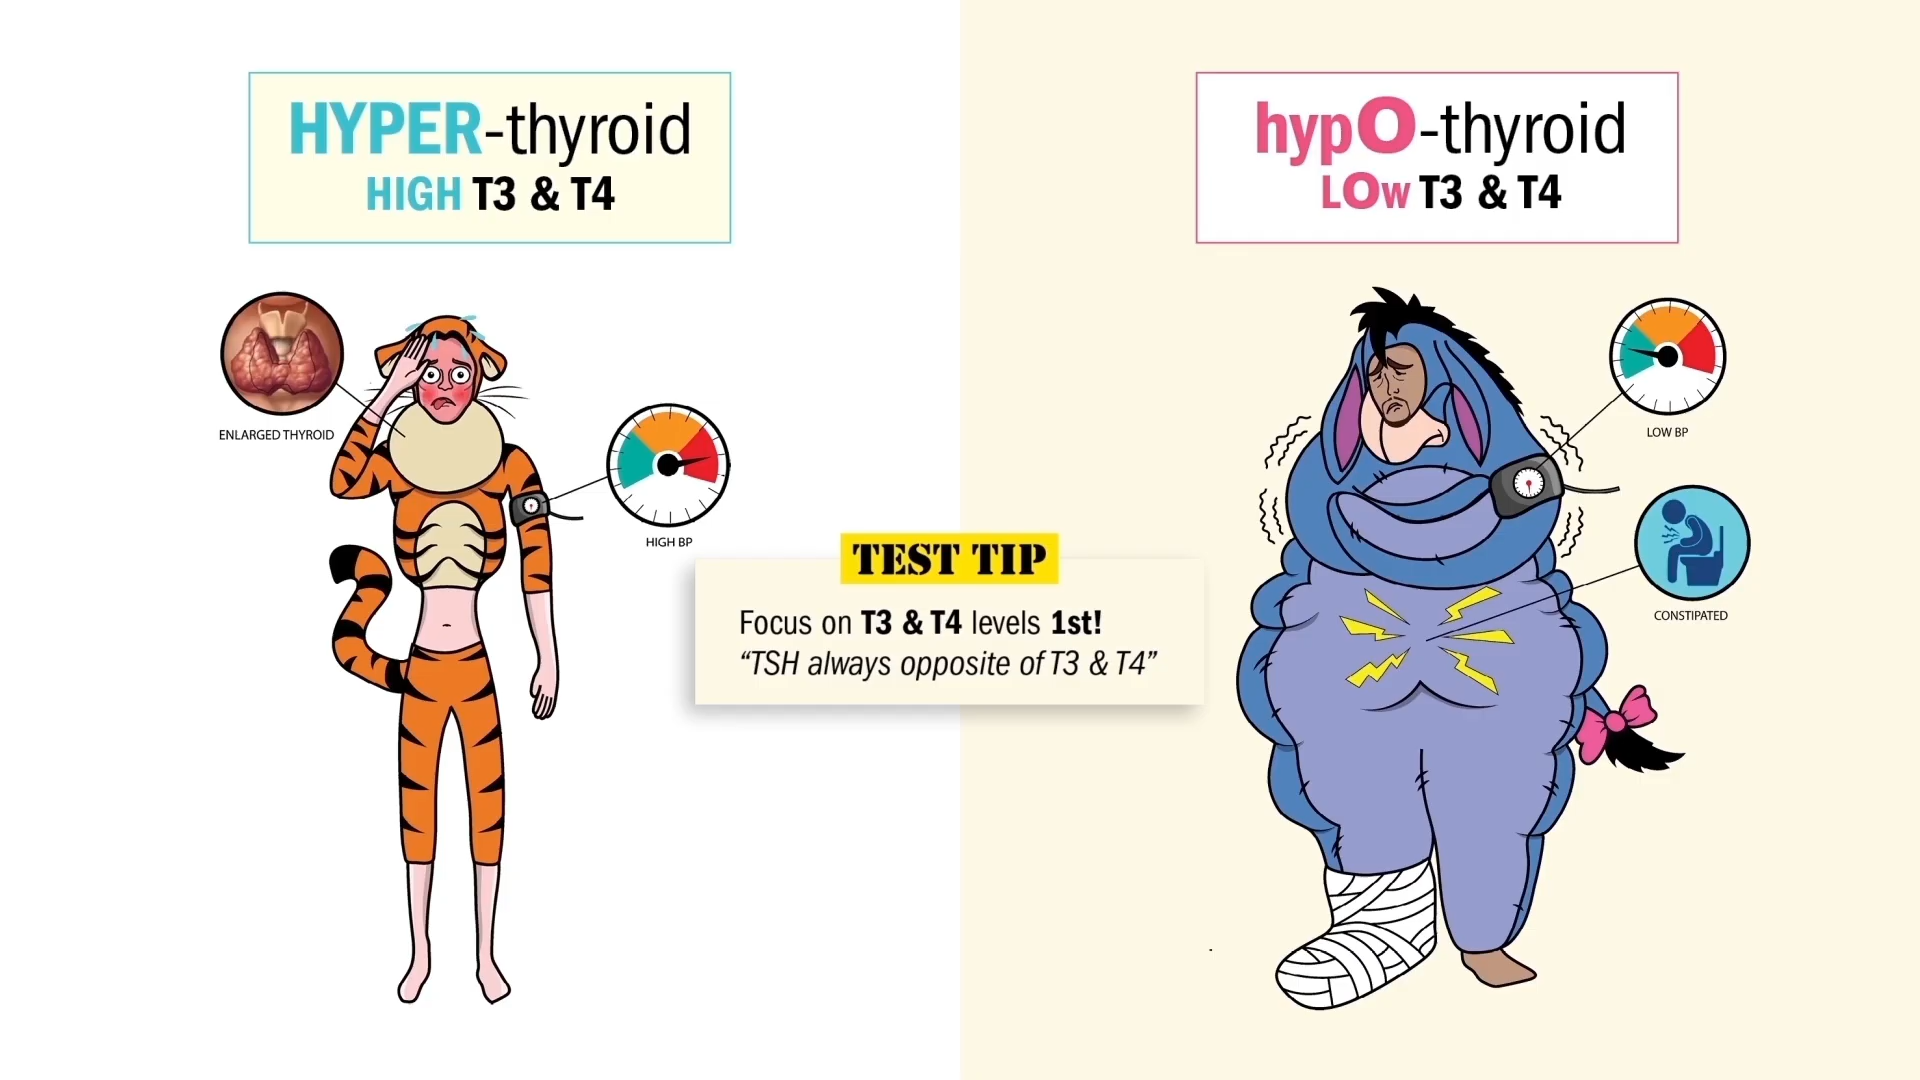 HYPER-thyroid
HIGH T3 & T4
hypO-thyroid
LOw T3 & T4
ENLARGED THYROID
HIGH BP
LOW BP
CONSTIPATED
TEST TIP
Focus on T3 & T4 levels 1st!
“TSH always opposite of T3 & T4”